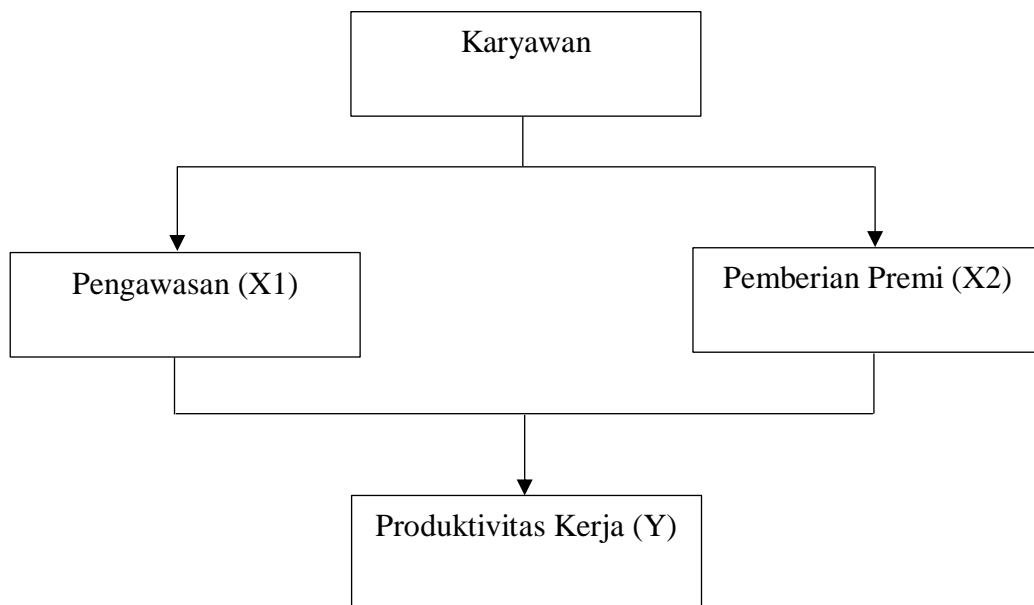 Karyawan
Pengawasan (X1)
Pemberian Premi (X2)
Produktivitas Kerja (Y)